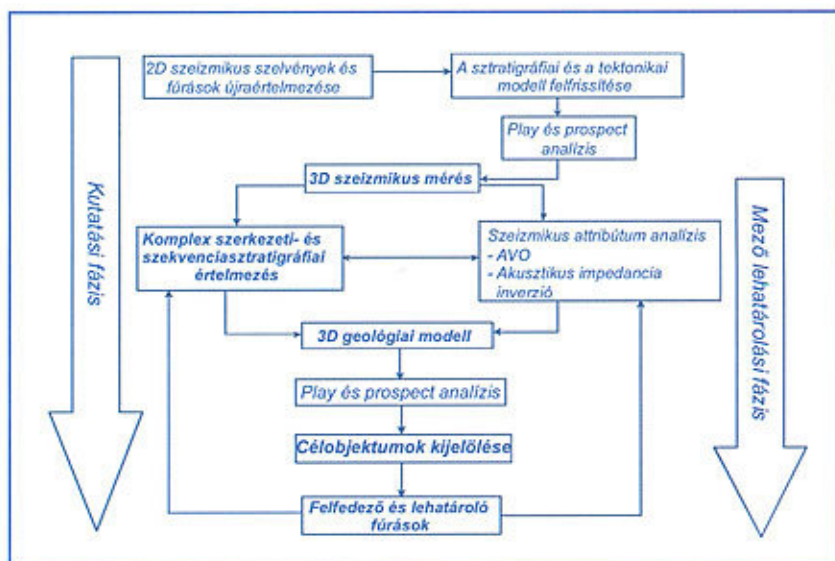 2D szeizmikus szelvények és
fúrások újraértelmezése
A sztratigráfiai és a tektonikai
modell felfrissítése
Play és prospect
analízis
3D szeizmikus mérés
Komplex szerkezeti- és
szekvenciasztratigráfiai
értelmezés
Szeizmikus attribútum analízis
- AVO
- Akusztikus impedancia
inverzió
3D geológiai modell
Play és prospect analízis
Célobjektumok kijelölése
Felfedező és lehatároló
fúrások
Kutatási fázis
Mező lehatárolási fázis